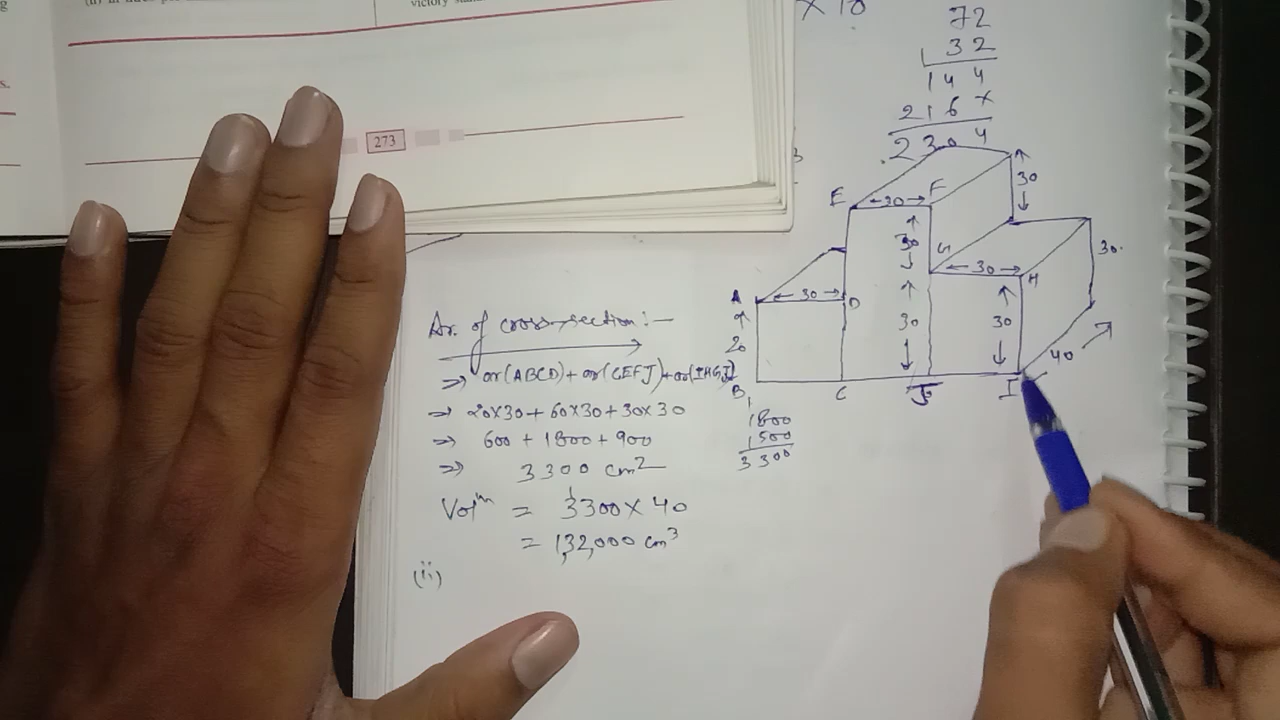 victory
× 10
72
32
144
216×
2304
273
E
F
← 30 →
30
30
G
← 30 →
H
30
A
← 30 →
D
20
30
30
40
B
C
J
I
Ar. of cross-section:-
⇒ ar(ABCD) + ar(CEFJ) + ar(IHGJ)
⇒ 20×30 + 60×30 + 30×30
⇒ 600 + 1800 + 900
⇒ 3300 cm²
1800
1500
3300
Volᵐ = 3300 × 40
= 1,32,000 cm³
(ii)